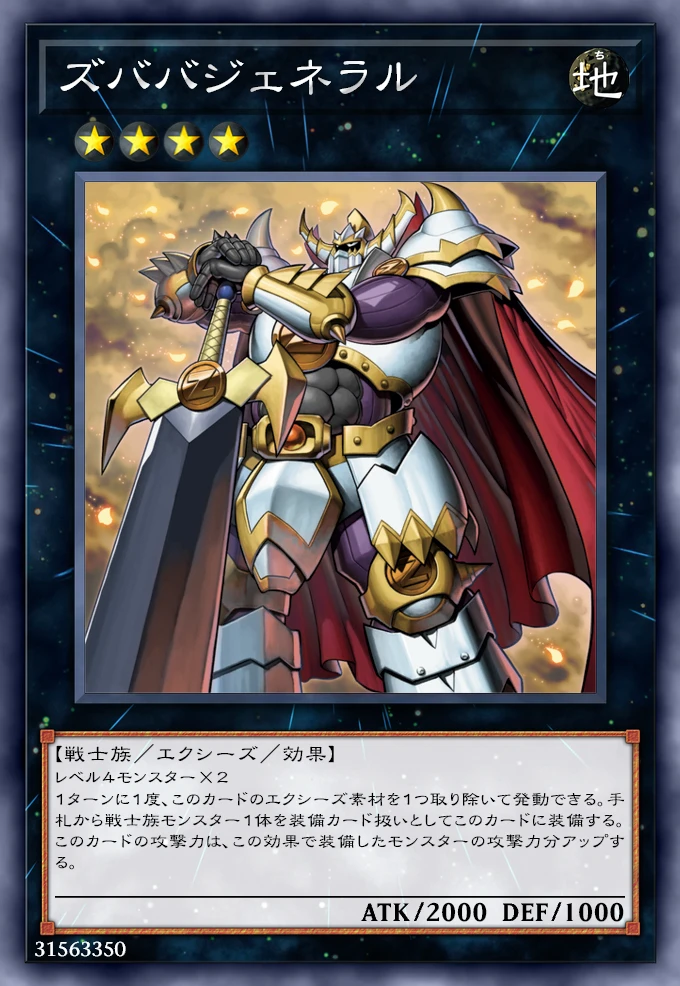 ズババジェネラル
ち
地
Z
Z
Z
Z
【戦士族／エクシーズ／効果】
レベル４モンスター×２
１ターンに１度、このカードのエクシーズ素材を１つ取り除いて発動できる。手
札から戦士族モンスター１体を装備カード扱いとしてこのカードに装備する。
このカードの攻撃力は、この効果で装備したモンスターの攻撃力分アップす
る。
ATK/2000 DEF/1000
31563350